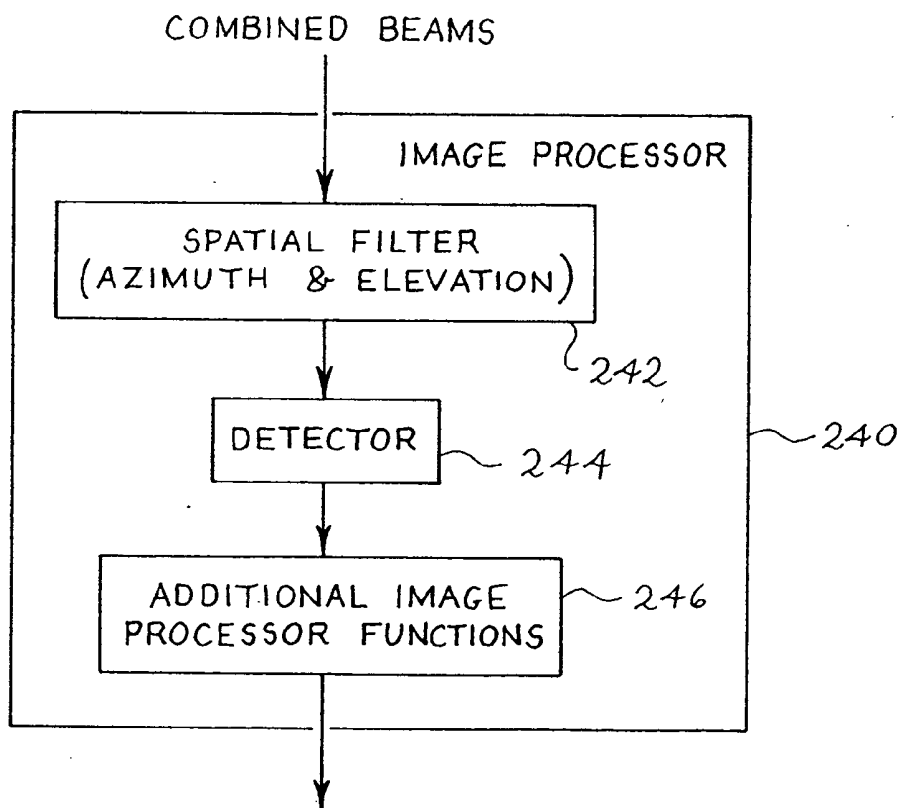 COMBINED BEAMS
IMAGE PROCESSOR
SPATIAL FILTER
(AZIMUTH & ELEVATION)
242
DETECTOR
244
240
ADDITIONAL IMAGE
PROCESSOR FUNCTIONS
246